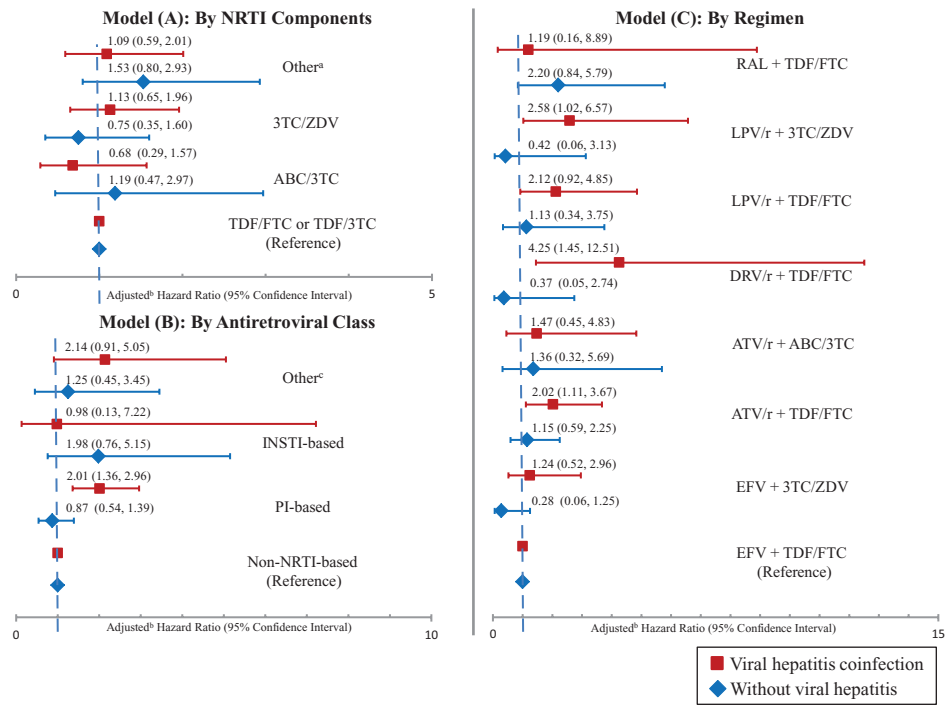 Model (A): By NRTI Components
1.09 (0.59, 2.01)
Otherᵃ
1.53 (0.80, 2.93)
1.13 (0.65, 1.96)
3TC/ZDV
0.75 (0.35, 1.60)
0.68 (0.29, 1.57)
ABC/3TC
1.19 (0.47, 2.97)
TDF/FTC or TDF/3TC
(Reference)
0
5
Adjustedᵇ Hazard Ratio (95% Confidence Interval)
Model (B): By Antiretroviral Class
2.14 (0.91, 5.05)
Otherᶜ
1.25 (0.45, 3.45)
0.98 (0.13, 7.22)
INSTI-based
1.98 (0.76, 5.15)
2.01 (1.36, 2.96)
PI-based
0.87 (0.54, 1.39)
Non-NRTI-based
(Reference)
0
10
Adjustedᵇ Hazard Ratio (95% Confidence Interval)
Model (C): By Regimen
1.19 (0.16, 8.89)
RAL + TDF/FTC
2.20 (0.84, 5.79)
2.58 (1.02, 6.57)
LPV/r + 3TC/ZDV
0.42 (0.06, 3.13)
2.12 (0.92, 4.85)
LPV/r + TDF/FTC
1.13 (0.34, 3.75)
4.25 (1.45, 12.51)
DRV/r + TDF/FTC
0.37 (0.05, 2.74)
1.47 (0.45, 4.83)
ATV/r + ABC/3TC
1.36 (0.32, 5.69)
2.02 (1.11, 3.67)
ATV/r + TDF/FTC
1.15 (0.59, 2.25)
1.24 (0.52, 2.96)
EFV + 3TC/ZDV
0.28 (0.06, 1.25)
EFV + TDF/FTC
(Reference)
0
15
Adjustedᵇ Hazard Ratio (95% Confidence Interval)
Viral hepatitis coinfection
Without viral hepatitis